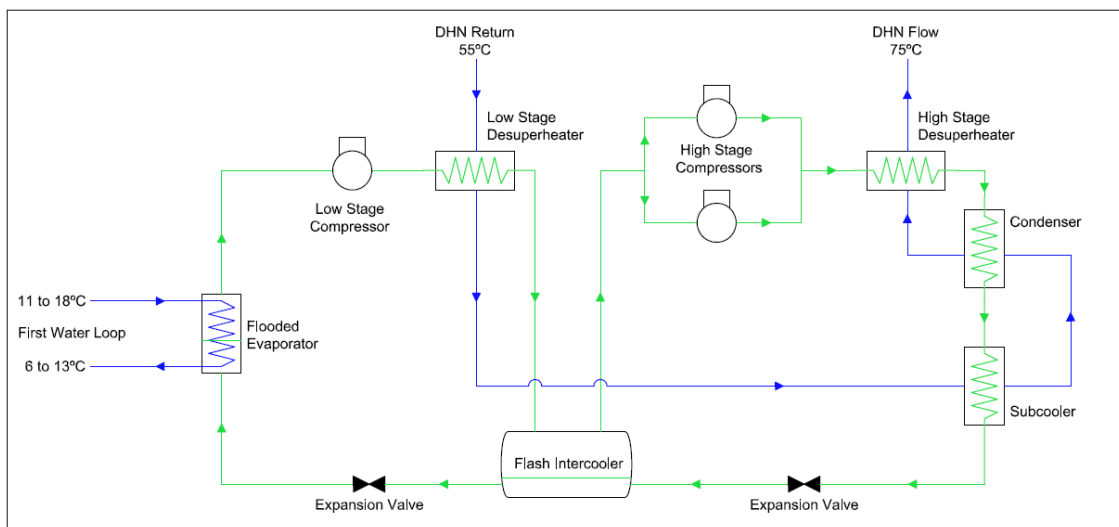 DHN Return
55ºC
DHN Flow
75ºC
Low Stage
Desuperheater
High Stage
Compressors
High Stage
Desuperheater
Low Stage
Compressor
Condenser
11 to 18ºC
First Water Loop
6 to 13ºC
Flooded
Evaporator
Subcooler
Flash Intercooler
Expansion Valve
Expansion Valve